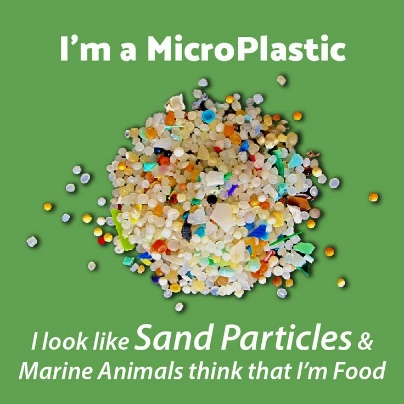 I'm a MicroPlastic
I look like Sand Particles &
Marine Animals think that I'm Food